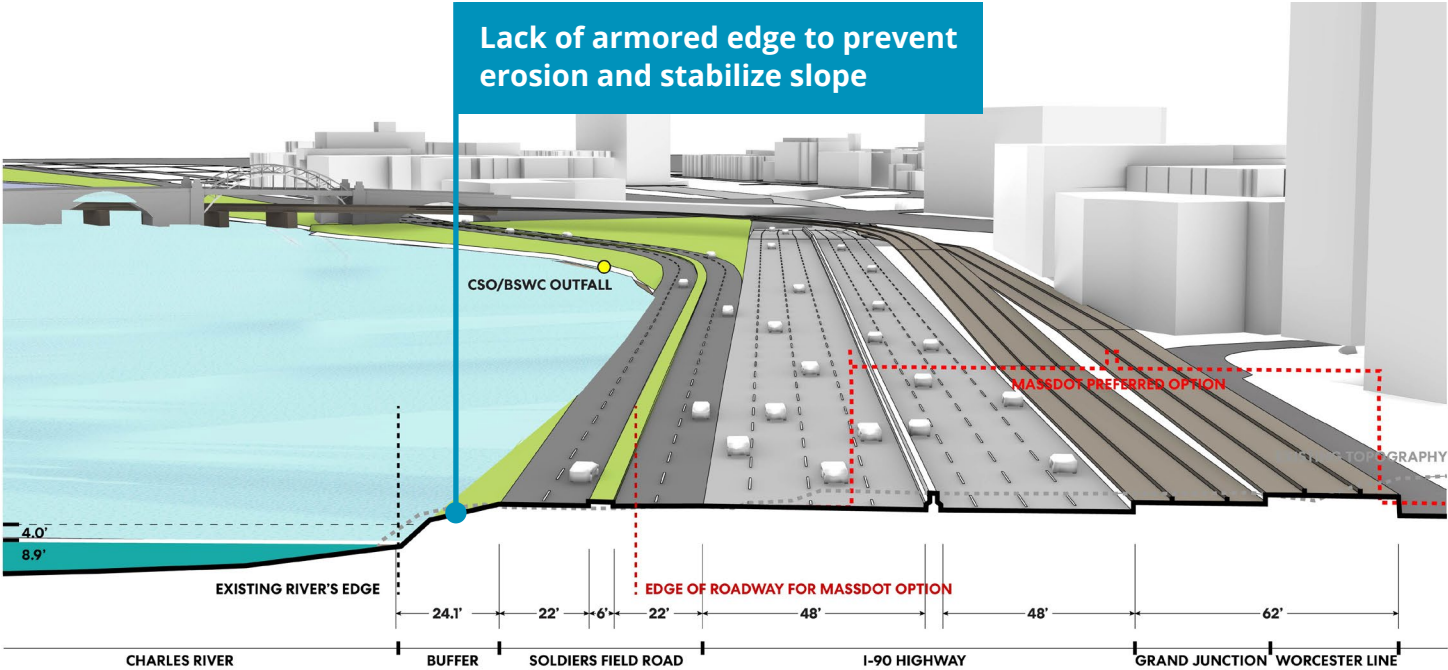 Lack of armored edge to prevent
erosion and stabilize slope
CSO/BSWC OUTFALL
MASSDOT PREFERRED OPTION
TOPOGRAPHY
4.0'
8.9'
EXISTING RIVER'S EDGE
EDGE OF ROADWAY FOR MASSDOT OPTION
24.1'
22'
6'
22'
48'
48'
62'
CHARLES RIVER
BUFFER
SOLDIERS FIELD ROAD
I-90 HIGHWAY
GRAND JUNCTION
WORCESTER LINE